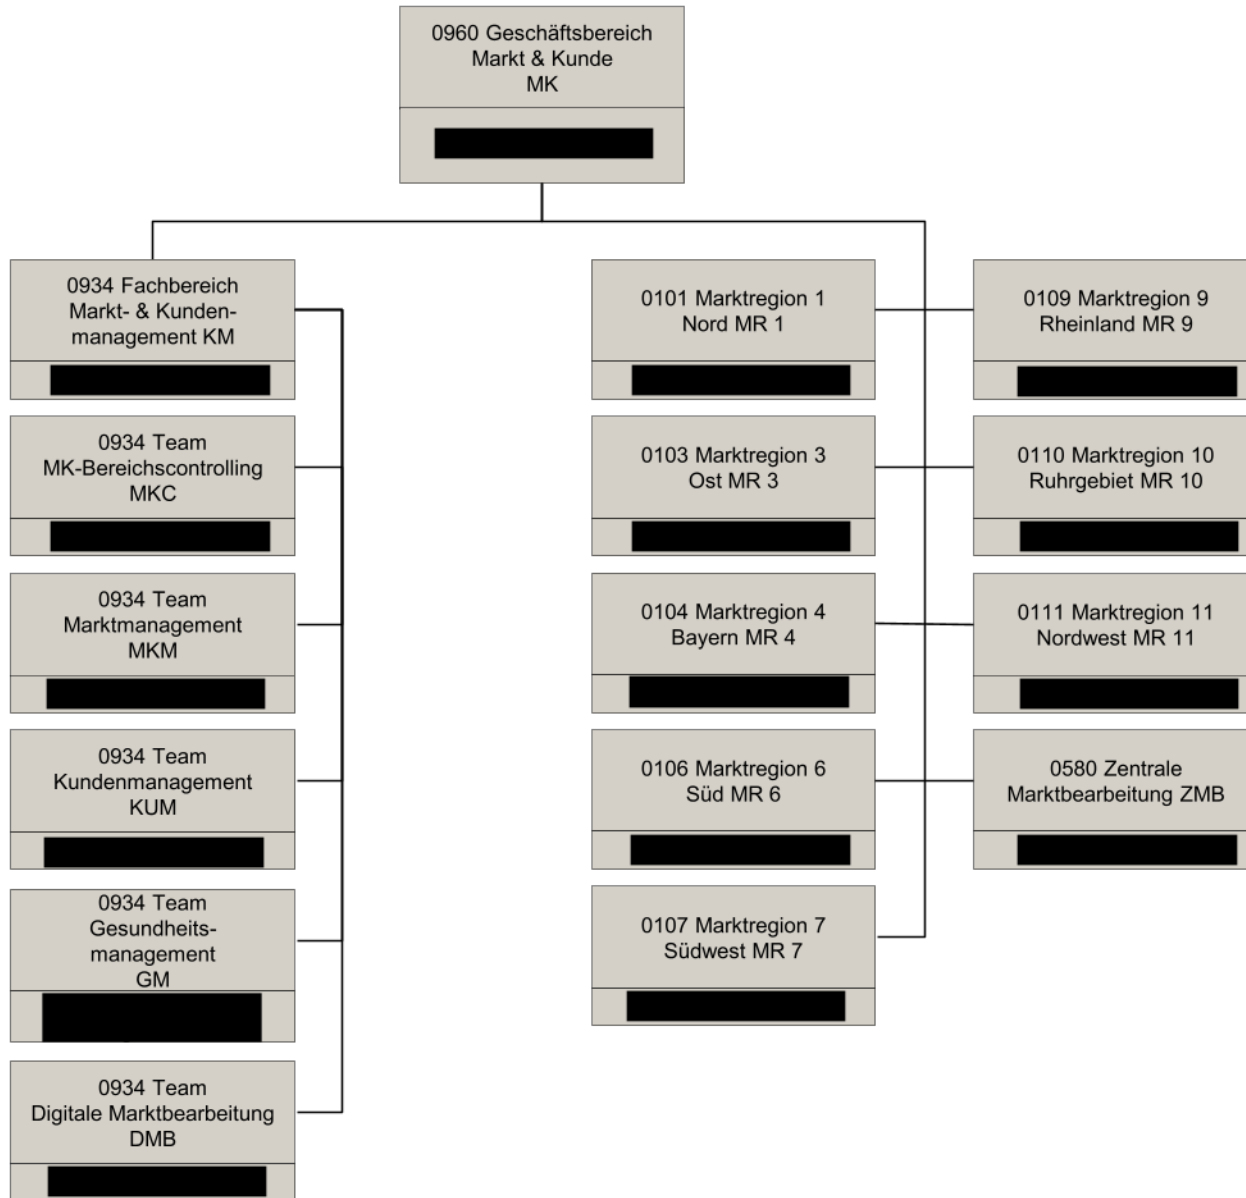 0960 Geschäftsbereich
Markt & Kunde
MK
0934 Fachbereich
Markt- & Kunden-
management KM
0934 Team
MK-Bereichscontrolling
MKC
0934 Team
Marktmanagement
MKM
0934 Team
Kundenmanagement
KUM
0934 Team
Gesundheits-
management
GM
0934 Team
Digitale Marktbearbeitung
DMB
0101 Marktregion 1
Nord MR 1
0103 Marktregion 3
Ost MR 3
0104 Marktregion 4
Bayern MR 4
0106 Marktregion 6
Süd MR 6
0107 Marktregion 7
Südwest MR 7
0109 Marktregion 9
Rheinland MR 9
0110 Marktregion 10
Ruhrgebiet MR 10
0111 Marktregion 11
Nordwest MR 11
0580 Zentrale
Marktbearbeitung ZMB